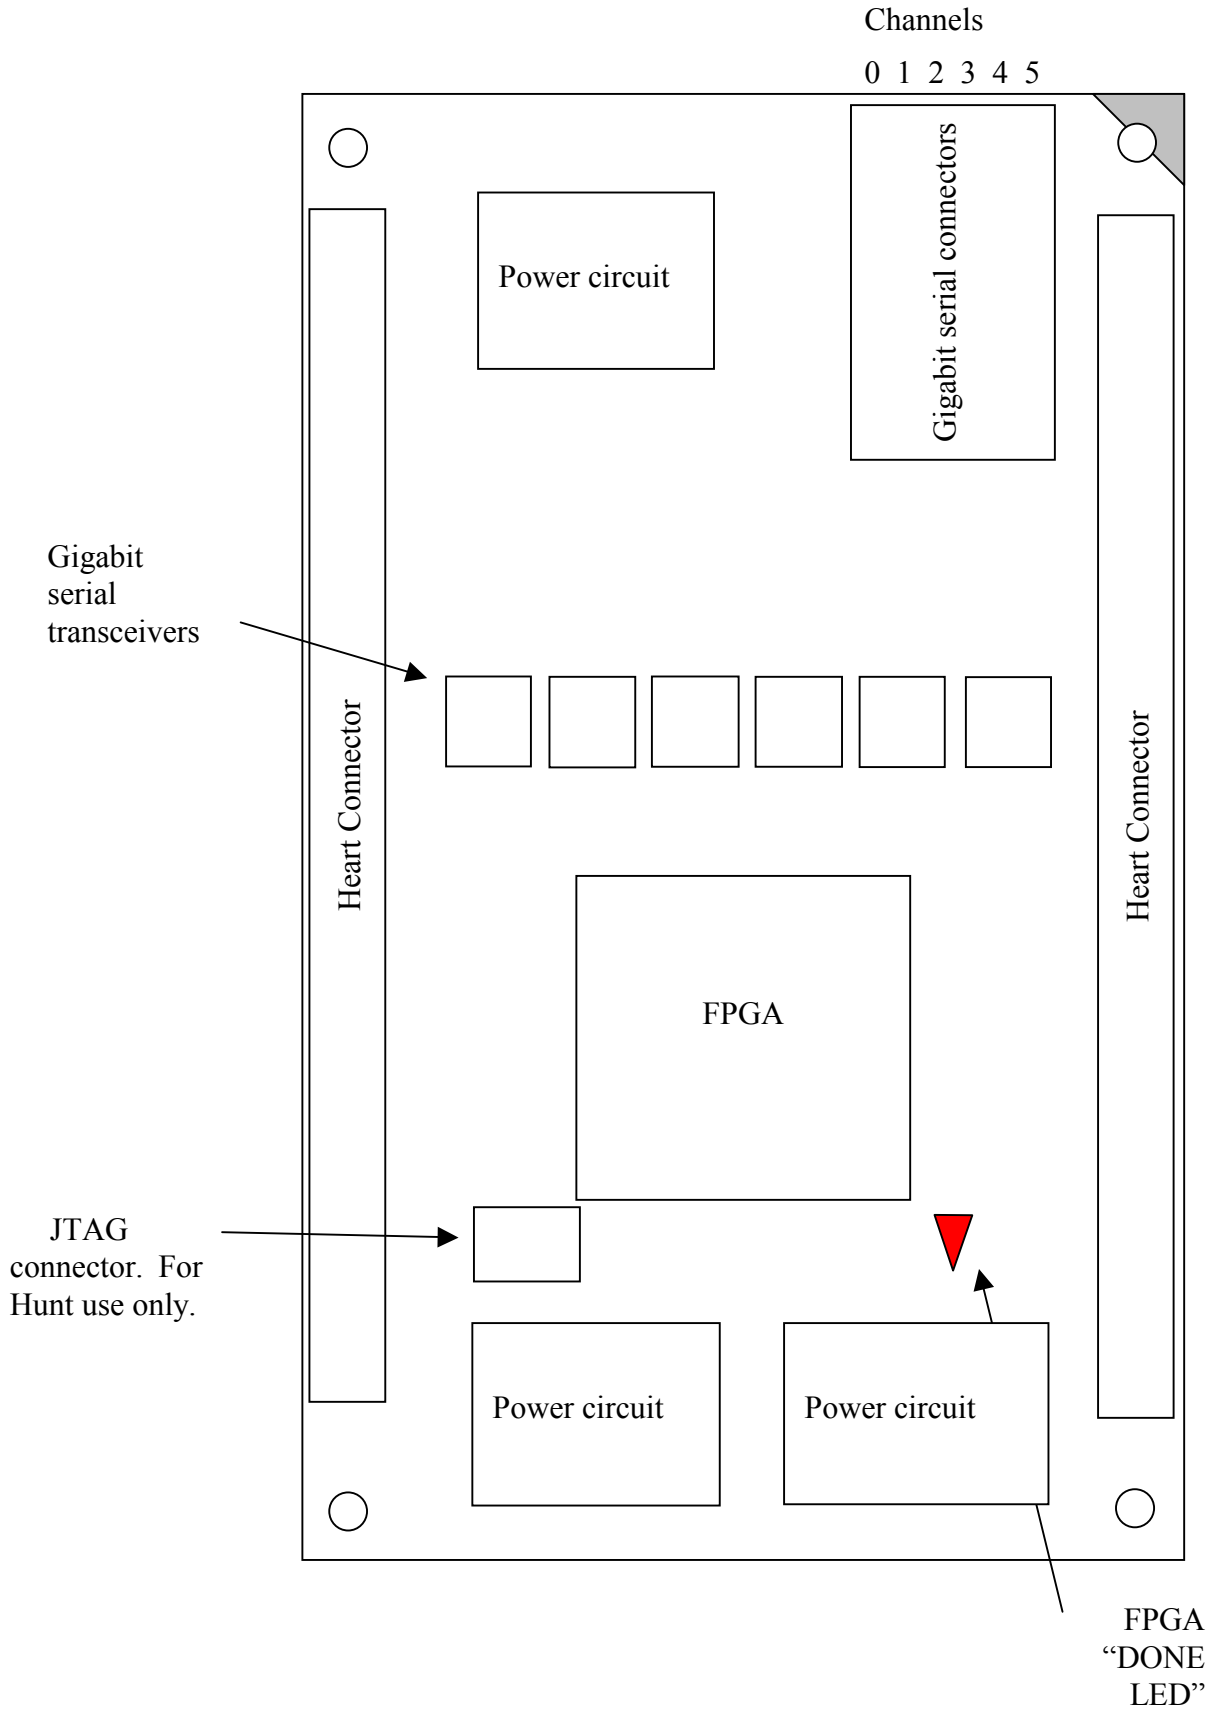 Channels
0 1 2 3 4 5
Gigabit serial connectors
Power circuit
Gigabit
serial
transceivers
Heart Connector
Heart Connector
FPGA
JTAG
connector. For
Hunt use only.
Power circuit
Power circuit
FPGA
“DONE
LED”